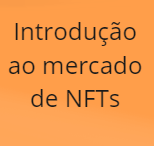 Introdução
ao mercado
de NFTs